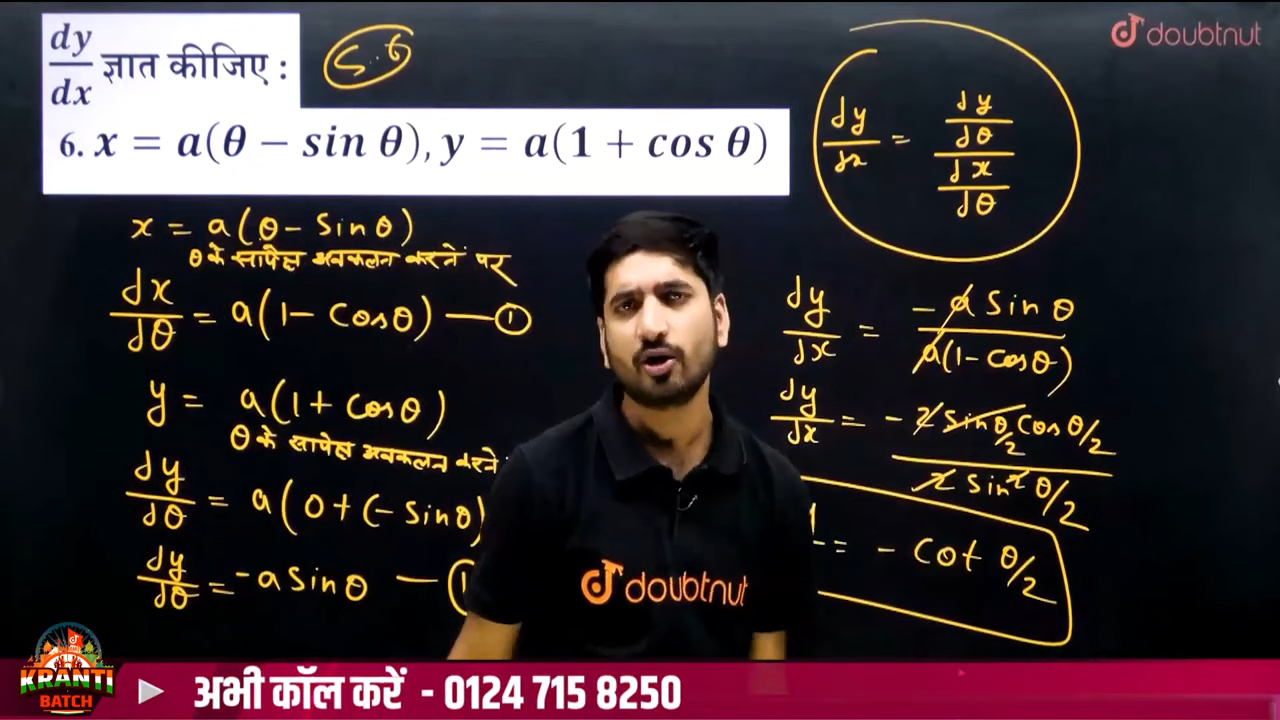 dy/dx ज्ञात कीजिए :
5.6
doubtnut
6. x = a(θ − sin θ), y = a(1 + cos θ)
dy/dx = (dy/dθ)/(dx/dθ)
x = a(θ − Sinθ)
θ के सापेक्ष अवकलन करने पर
dx/dθ = a(1 − Cosθ) — ①
y = a(1 + Cosθ)
θ के सापेक्ष अवकलन करने
dy/dθ = a(0 + (− Sinθ)
dy/dθ = −a Sinθ —
dy/dx = − a Sinθ / a(1 − Cosθ)
dy/dx = − 2 Sinθ/2 Cosθ/2 / 2 Sin² θ/2
= − Cot θ/2
doubtnut
KRANTI
BATCH
अभी कॉल करें - 0124 715 8250